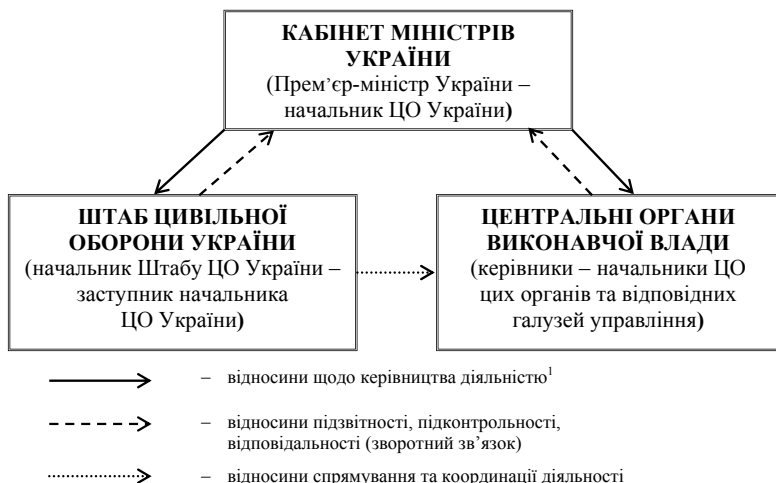 КАБІНЕТ МІНІСТРІВ
УКРАЇНИ
(Прем’єр-міністр України –
начальник ЦО України)
ШТАБ ЦИВІЛЬНОЇ
ОБОРОНИ УКРАЇНИ
(начальник Штабу ЦО України –
заступник начальника
ЦО України)
ЦЕНТРАЛЬНІ ОРГАНИ
ВИКОНАВЧОЇ ВЛАДИ
(керівники – начальники ЦО
цих органів та відповідних
галузей управління)
– відносини щодо керівництва діяльністю¹
– відносини підзвітності, підконтрольності,
відповідальності (зворотний зв’язок)
– відносини спрямування та координації діяльності